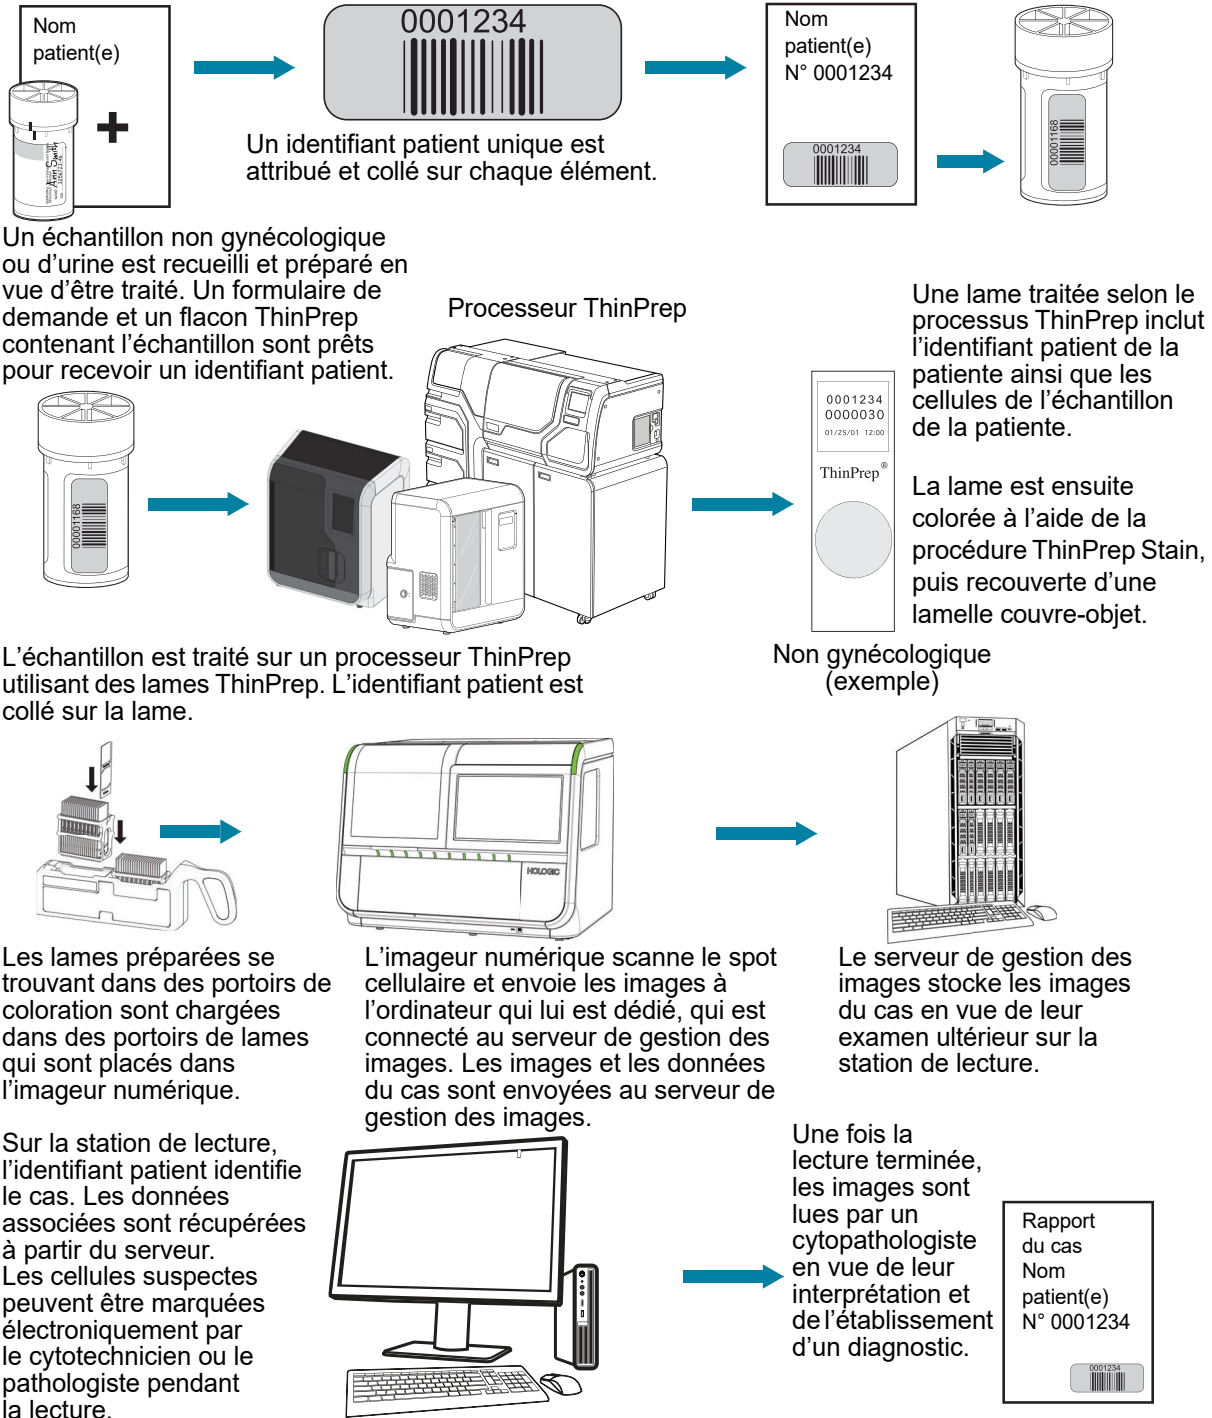 Nom
patient(e)
0001234
Nom
patient(e)
N° 0001234
0001234
00001168
Un identifiant patient unique est
attribué et collé sur chaque élément.
Un échantillon non gynécologique
ou d’urine est recueilli et préparé en
vue d’être traité. Un formulaire de
demande et un flacon ThinPrep
contenant l’échantillon sont prêts
pour recevoir un identifiant patient.
00001168
Processeur ThinPrep
0001234
0000030
01/25/01 12:00
ThinPrep®
Une lame traitée selon le
processus ThinPrep inclut
l’identifiant patient de la
patiente ainsi que les
cellules de l’échantillon
de la patiente.
La lame est ensuite
colorée à l’aide de la
procédure ThinPrep Stain,
puis recouverte d’une
lamelle couvre-objet.
L’échantillon est traité sur un processeur ThinPrep
utilisant des lames ThinPrep. L’identifiant patient est
collé sur la lame.
Non gynécologique
(exemple)
HOLOGIC
Les lames préparées se
trouvant dans des portoirs de
coloration sont chargées
dans des portoirs de lames
qui sont placés dans
l’imageur numérique.
L’imageur numérique scanne le spot
cellulaire et envoie les images à
l’ordinateur qui lui est dédié, qui est
connecté au serveur de gestion des
images. Les images et les données
du cas sont envoyées au serveur de
gestion des images.
Le serveur de gestion des
images stocke les images
du cas en vue de leur
examen ultérieur sur la
station de lecture.
Sur la station de lecture,
l’identifiant patient identifie
le cas. Les données
associées sont récupérées
à partir du serveur.
Les cellules suspectes
peuvent être marquées
électroniquement par
le cytotechnicien ou le
pathologiste pendant
la lecture.
Une fois la
lecture terminée,
les images sont
lues par un
cytopathologiste
en vue de leur
interprétation et
de l’établissement
d’un diagnostic.
Rapport
du cas
Nom
patient(e)
N° 0001234
0001234